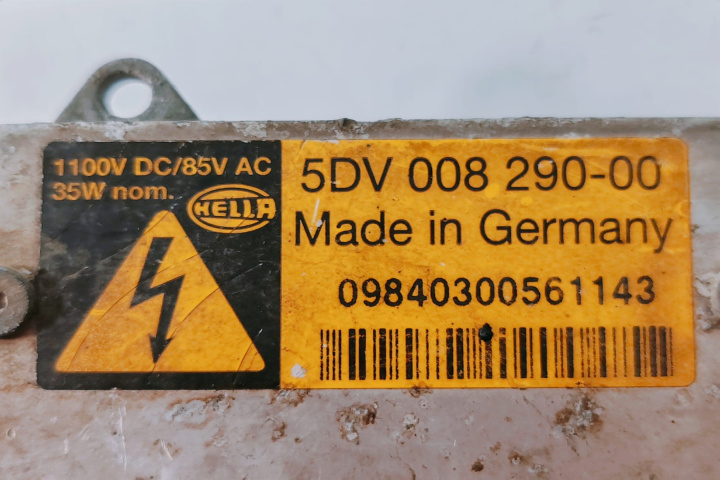 1100V DC/85V AC
35W nom.
HELLA
5DV 008 290-00
Made in Germany
09840300561143